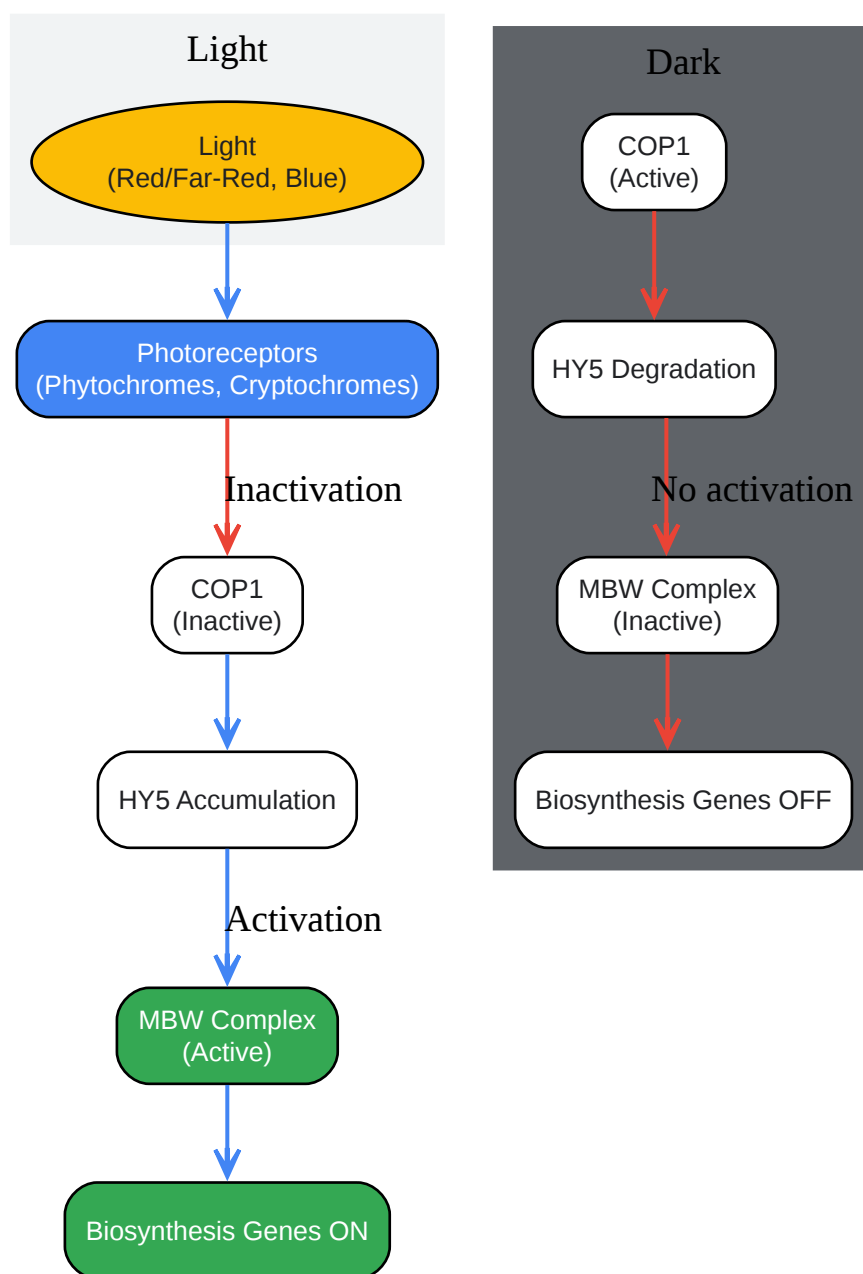 Light
Light
(Red/Far-Red, Blue)
Photoreceptors
(Phytochromes, Cryptochromes)
Inactivation
COP1
(Inactive)
HY5 Accumulation
Activation
MBW Complex
(Active)
Biosynthesis Genes ON
Dark
COP1
(Active)
HY5 Degradation
No activation
MBW Complex
(Inactive)
Biosynthesis Genes OFF